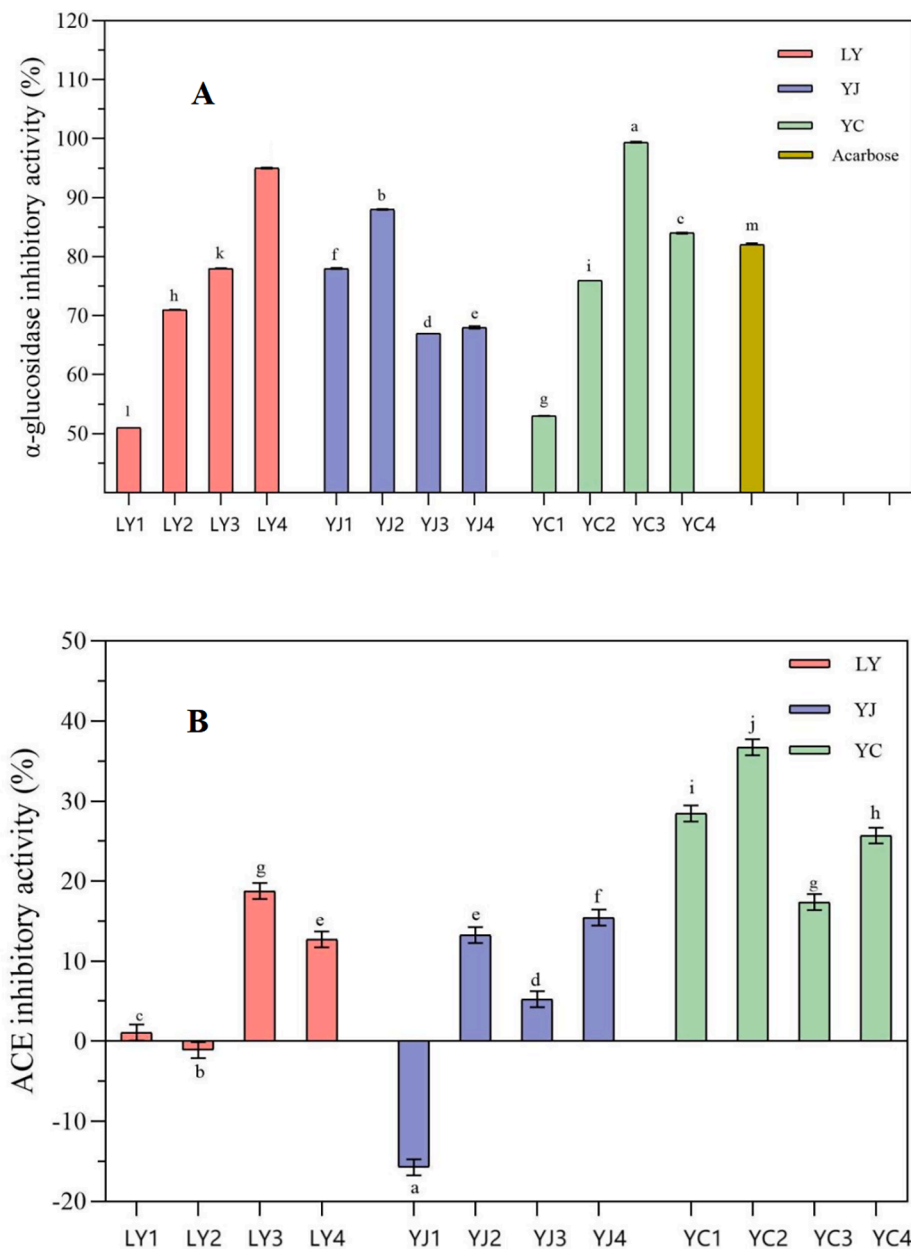 α-glucosidase inhibitory activity (%)
120
110
100
90
80
70
60
50
A
LY
YJ
YC
Acarbose
l
h
k
f
b
d
e
g
i
a
c
m
LY1 LY2 LY3 LY4 YJ1 YJ2 YJ3 YJ4 YC1 YC2 YC3 YC4
ACE inhibitory activity (%)
50
40
30
20
10
0
-10
-20
B
LY
YJ
YC
c
b
g
e
a
e
d
f
i
j
g
h
LY1 LY2 LY3 LY4 YJ1 YJ2 YJ3 YJ4 YC1 YC2 YC3 YC4